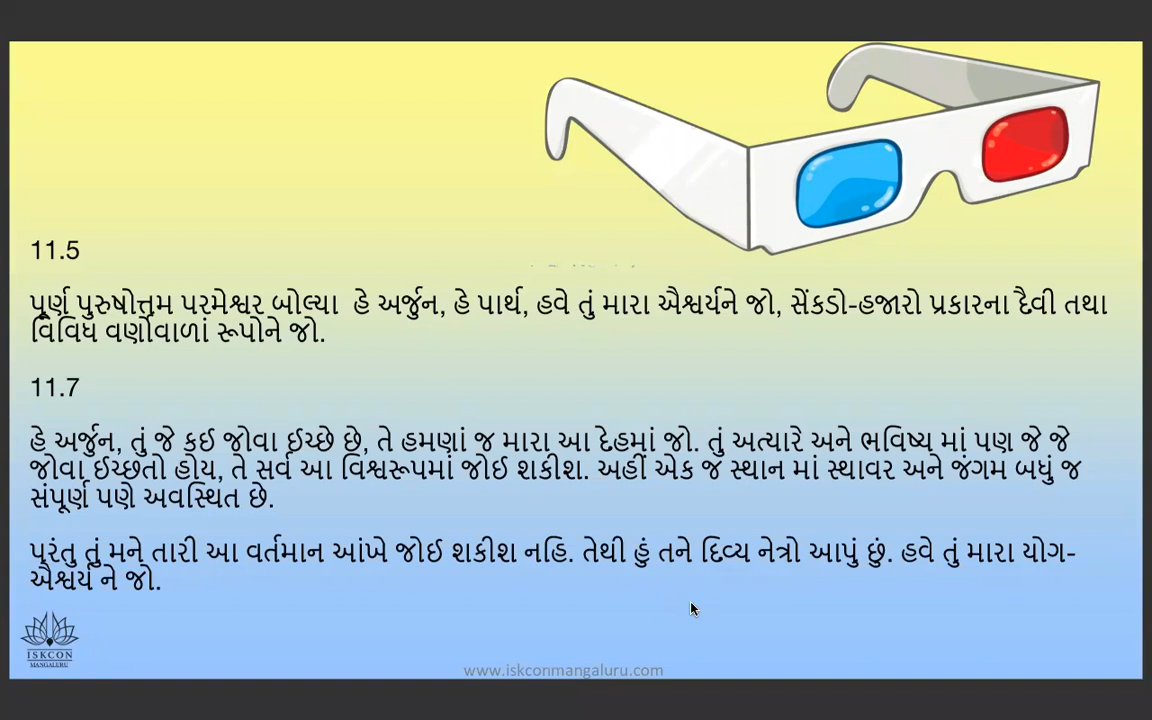 11.5
પૂર્ણ પુરુષોત્તમ પરમેશ્વર બોલ્યા હે અર્જુન, હે પાર્થ, હવે તું મારા ઐશ્વર્યને જો, સેંકડો-હજારો પ્રકારના દૈવી તથા
વિવિધ વર્ણોવાળાં રૂપોને જો.
11.7
હે અર્જુન, તું જે કઈ જોવા ઈચ્છે છે, તે હમણાં જ મારા આ દેહમાં જો. તું અત્યારે અને ભવિષ્ય માં પણ જે જે
જોવા ઈચ્છતો હોય, તે સર્વ આ વિશ્વરૂપમાં જોઈ શકીશ. અહીં એક જ સ્થાન માં સ્થાવર અને જંગમ બધું જ
સંપૂર્ણ પણે અવસ્થિત છે.
પરંતુ તું મને તારી આ વર્તમાન આંખે જોઈ શકીશ નહિ. તેથી હું તને દિવ્ય નેત્રો આપું છું. હવે તું મારા યોગ-
ઐશ્વર્ય ને જો.
ISKCON
MANGALURU
www.iskconmangaluru.com